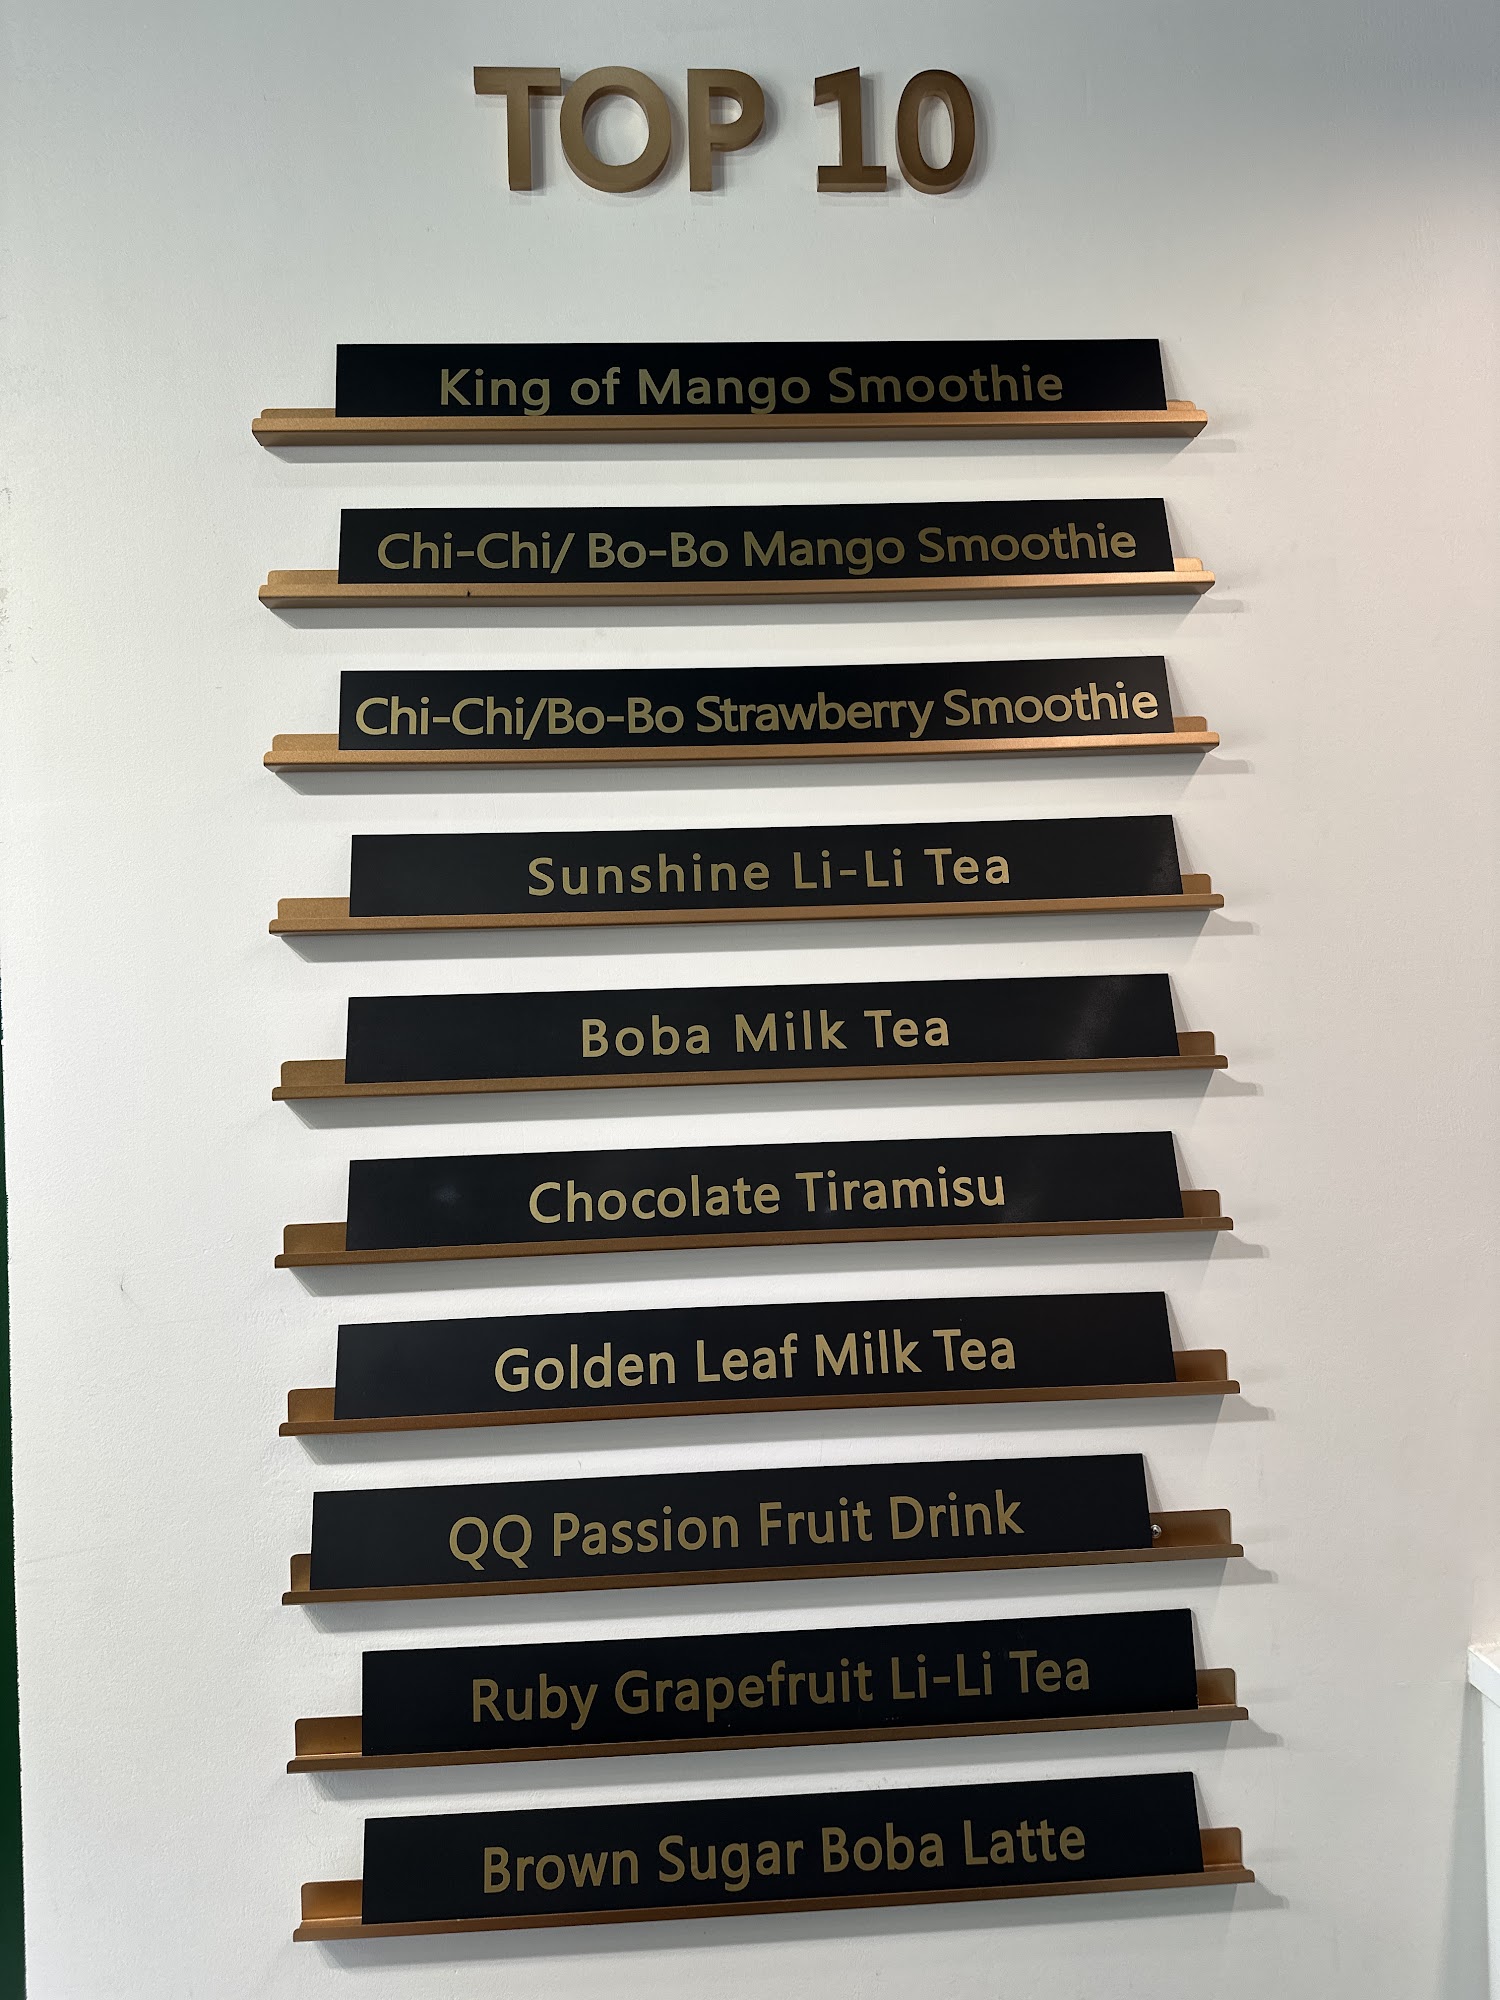 TOP 10
King of Mango Smoothie
Chi-Chi/ Bo-Bo Mango Smoothie
Chi-Chi/Bo-Bo Strawberry Smoothie
Sunshine Li-Li Tea
Boba Milk Tea
Chocolate Tiramisu
Golden Leaf Milk Tea
QQ Passion Fruit Drink
Ruby Grapefruit Li-Li Tea
Brown Sugar Boba Latte